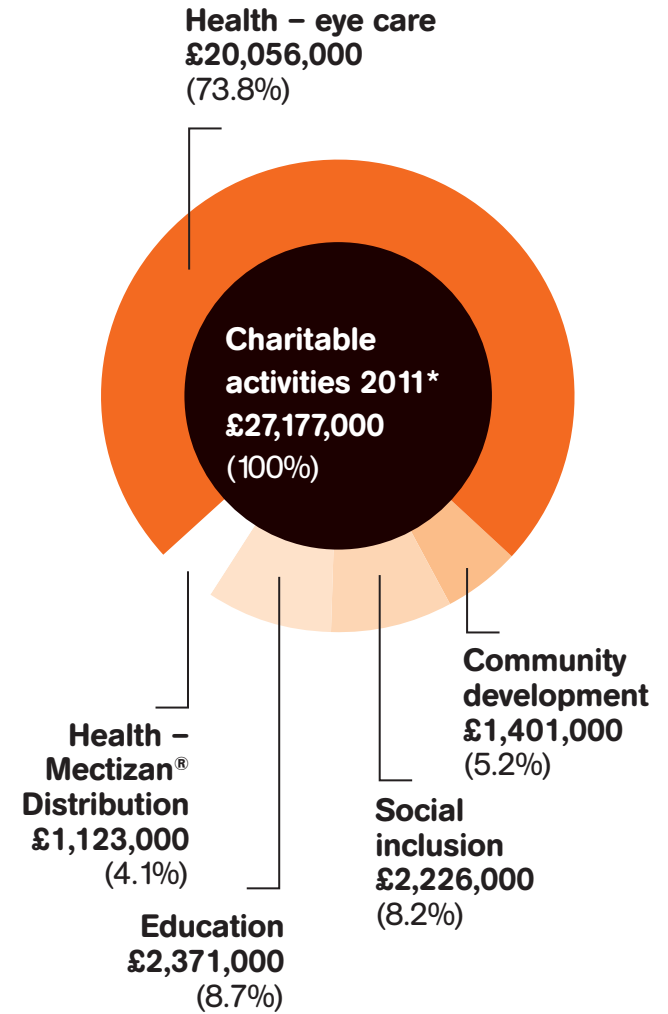 Health – eye care
£20,056,000
(73.8%)
Charitable
activities 2011*
£27,177,000
(100%)
Community
development
£1,401,000
(5.2%)
Health –
Mectizan®
Distribution
£1,123,000
(4.1%)
Social
inclusion
£2,226,000
(8.2%)
Education
£2,371,000
(8.7%)